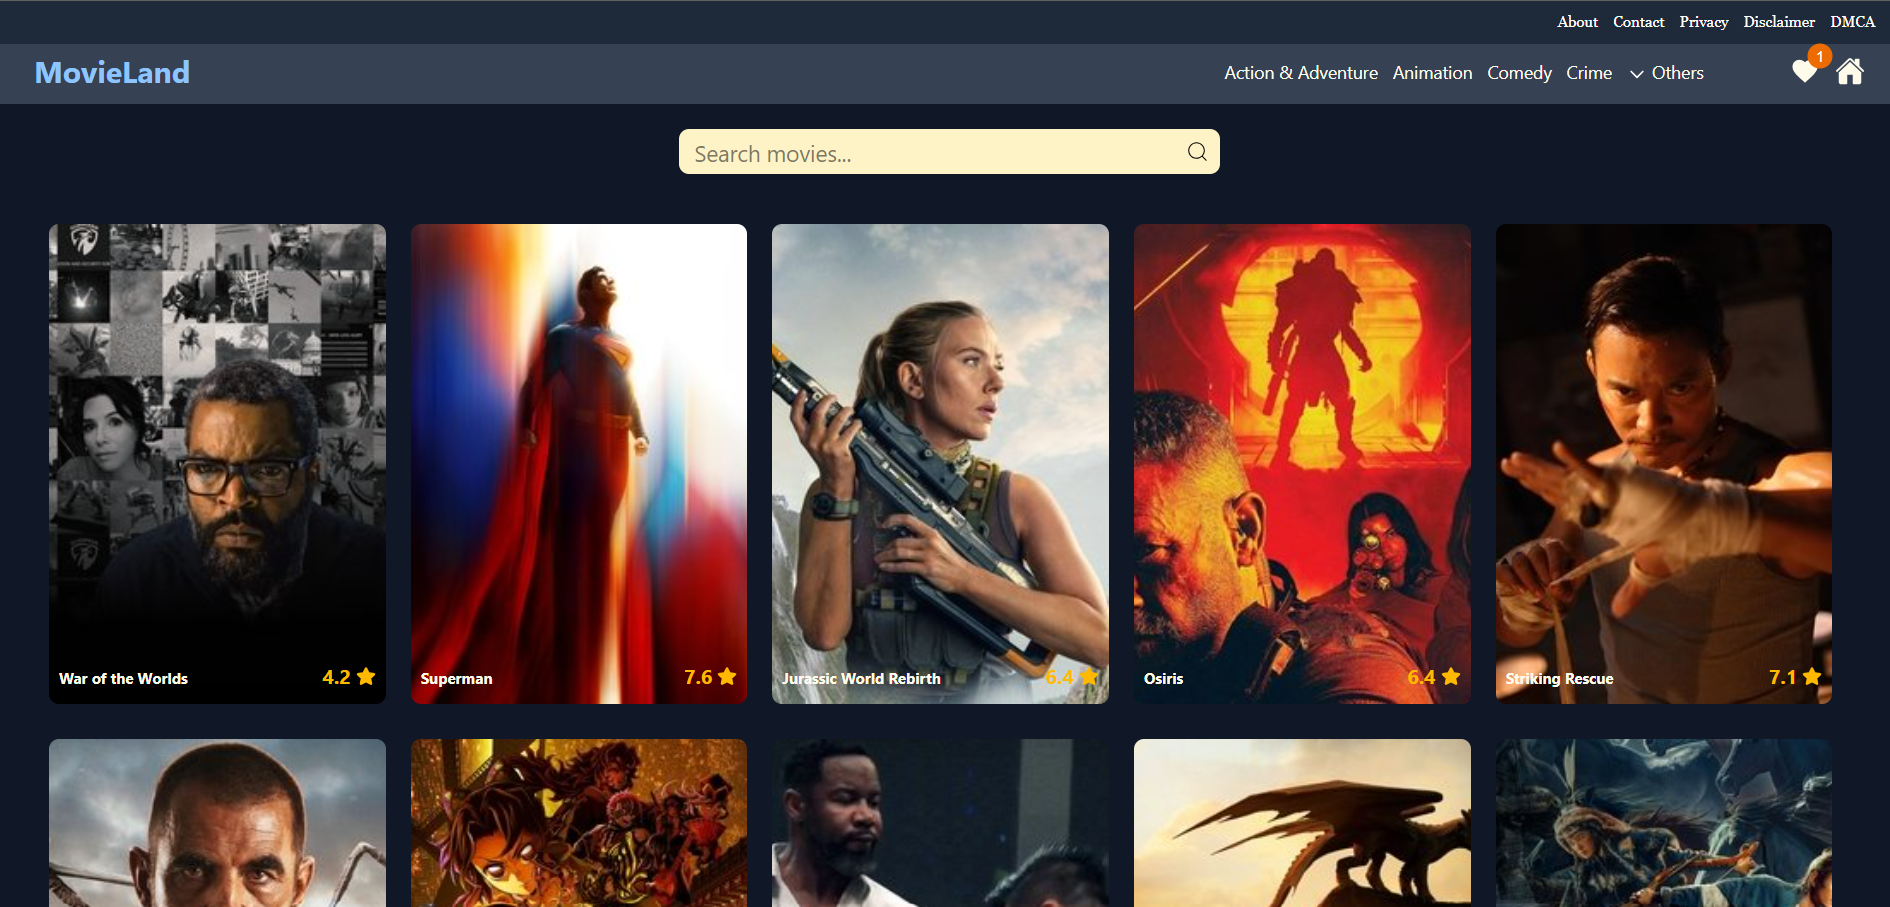 About Contact Privacy Disclaimer DMCA
MovieLand
Action & Adventure Animation Comedy Crime Others
1
Search movies...
War of the Worlds 4.2
Superman 7.6
Jurassic World Rebirth 6.4
Osiris 6.4
Striking Rescue 7.1